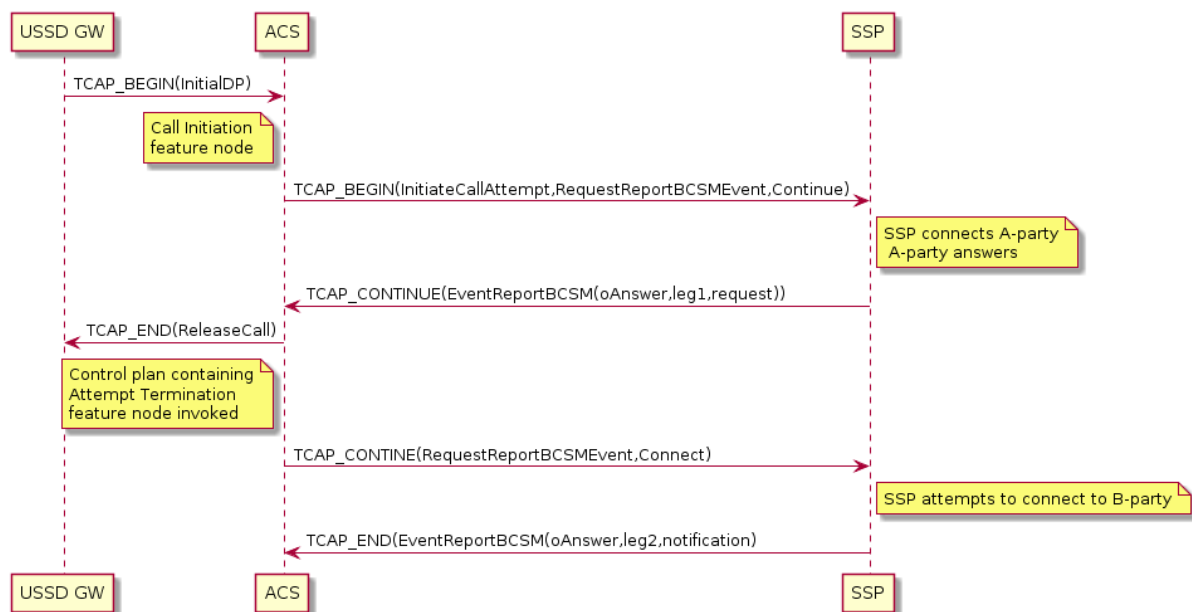 USSD GW
ACS
SSP
TCAP_BEGIN(InitialDP)
Call Initiation
feature node
TCAP_BEGIN(InitiateCallAttempt,RequestReportBCSMEvent,Continue)
SSP connects A-party
A-party answers
TCAP_CONTINUE(EventReportBCSM(oAnswer,leg1,request))
TCAP_END(ReleaseCall)
Control plan containing
Attempt Termination
feature node invoked
TCAP_CONTINE(RequestReportBCSMEvent,Connect)
SSP attempts to connect to B-party
TCAP_END(EventReportBCSM(oAnswer,leg2,notification)
USSD GW
ACS
SSP